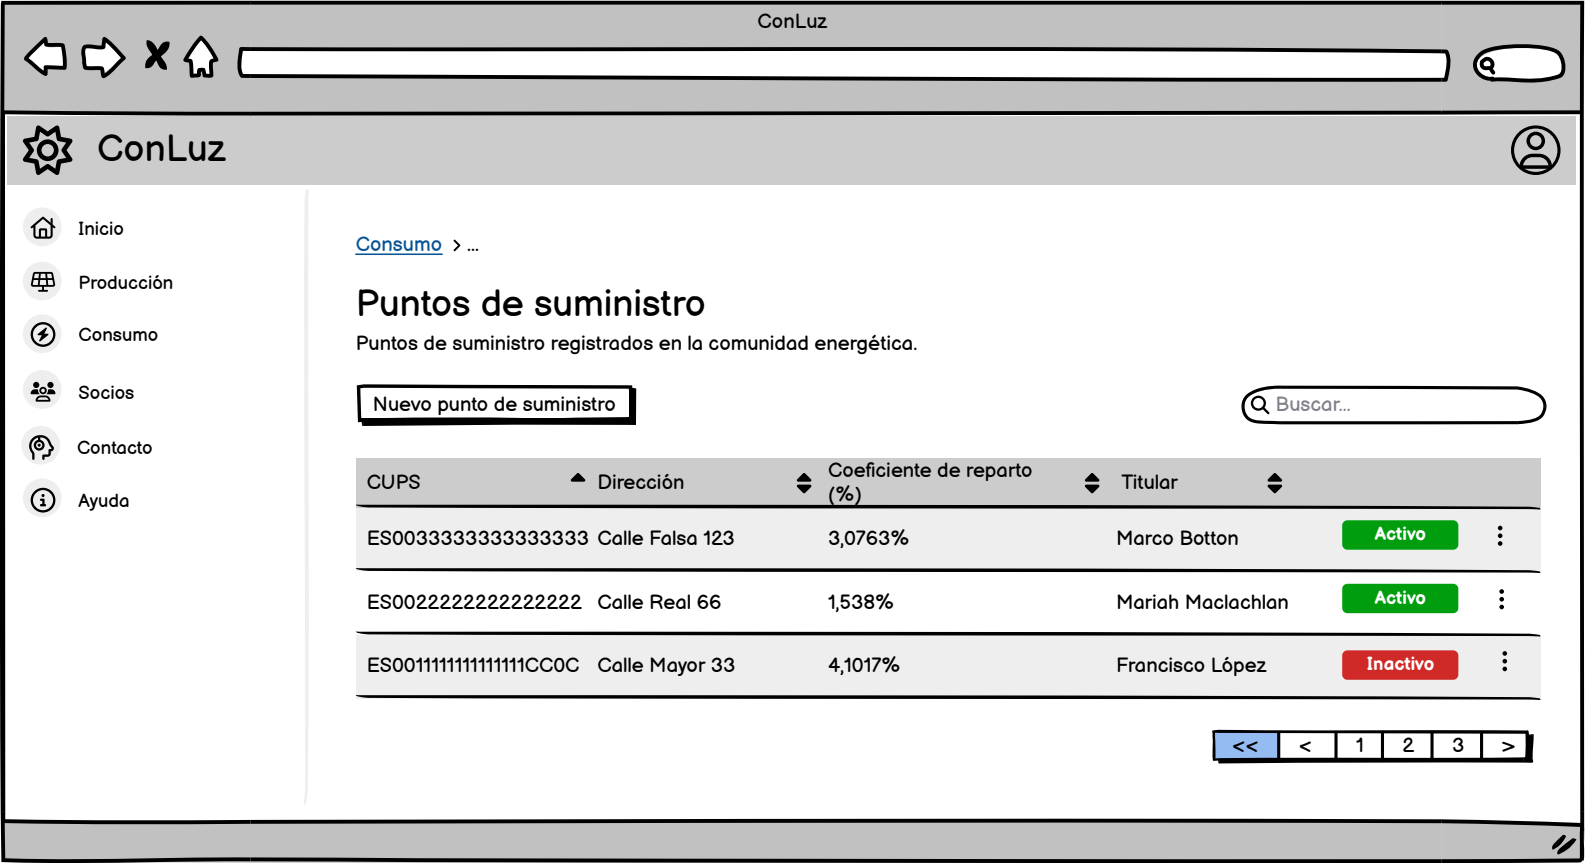 ConLuz
ConLuz
Inicio
Producción
Consumo
Socios
Contacto
Ayuda
Consumo > ...
Puntos de suministro
Puntos de suministro registrados en la comunidad energética.
Nuevo punto de suministro
Buscar...
CUPS Dirección Coeficiente de reparto (%) Titular
ES0033333333333333 Calle Falsa 123 3,0763% Marco Botton Activo
ES0022222222222222 Calle Real 66 1,538% Mariah Maclachlan Activo
ES0011111111111111CC0C Calle Mayor 33 4,1017% Francisco López Inactivo
<< < 1 2 3 >